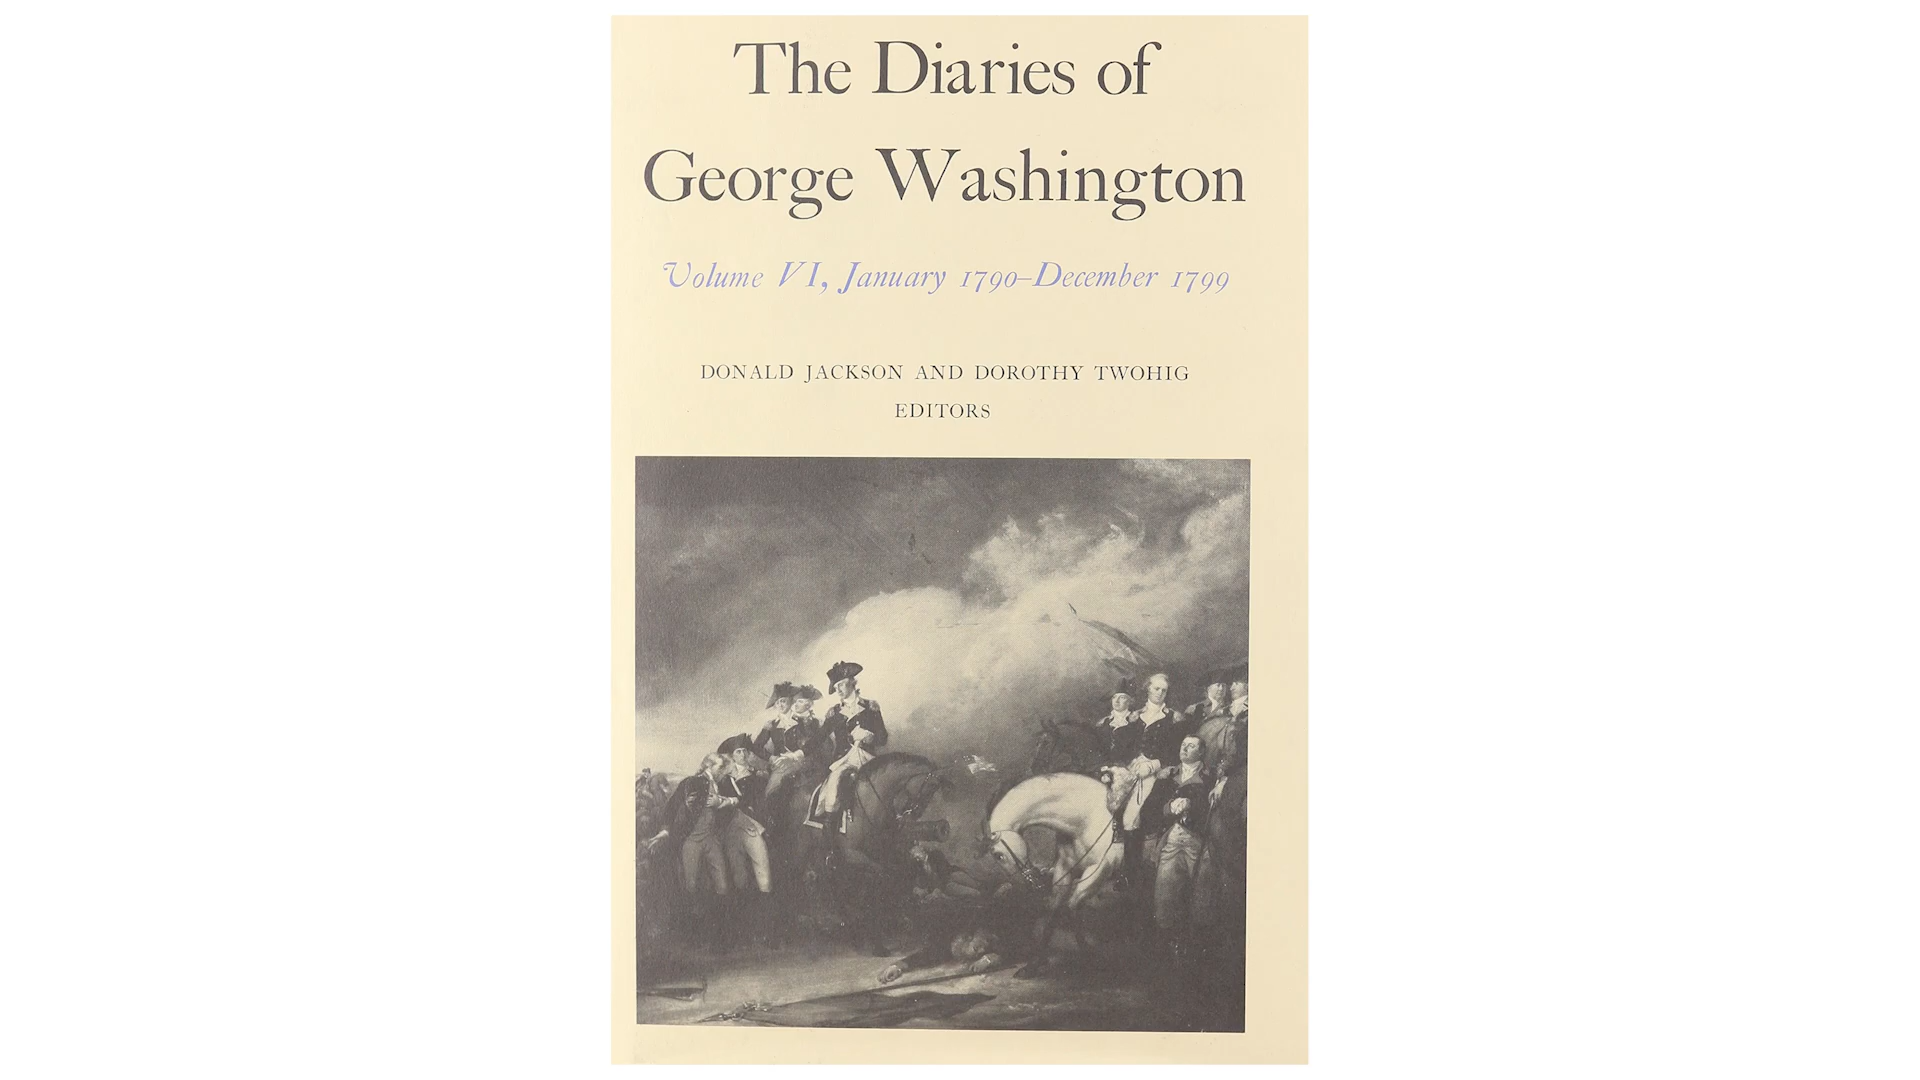 The Diaries of
George Washington
Volume VI, January 1790–December 1799
DONALD JACKSON AND DOROTHY TWOHIG
EDITORS